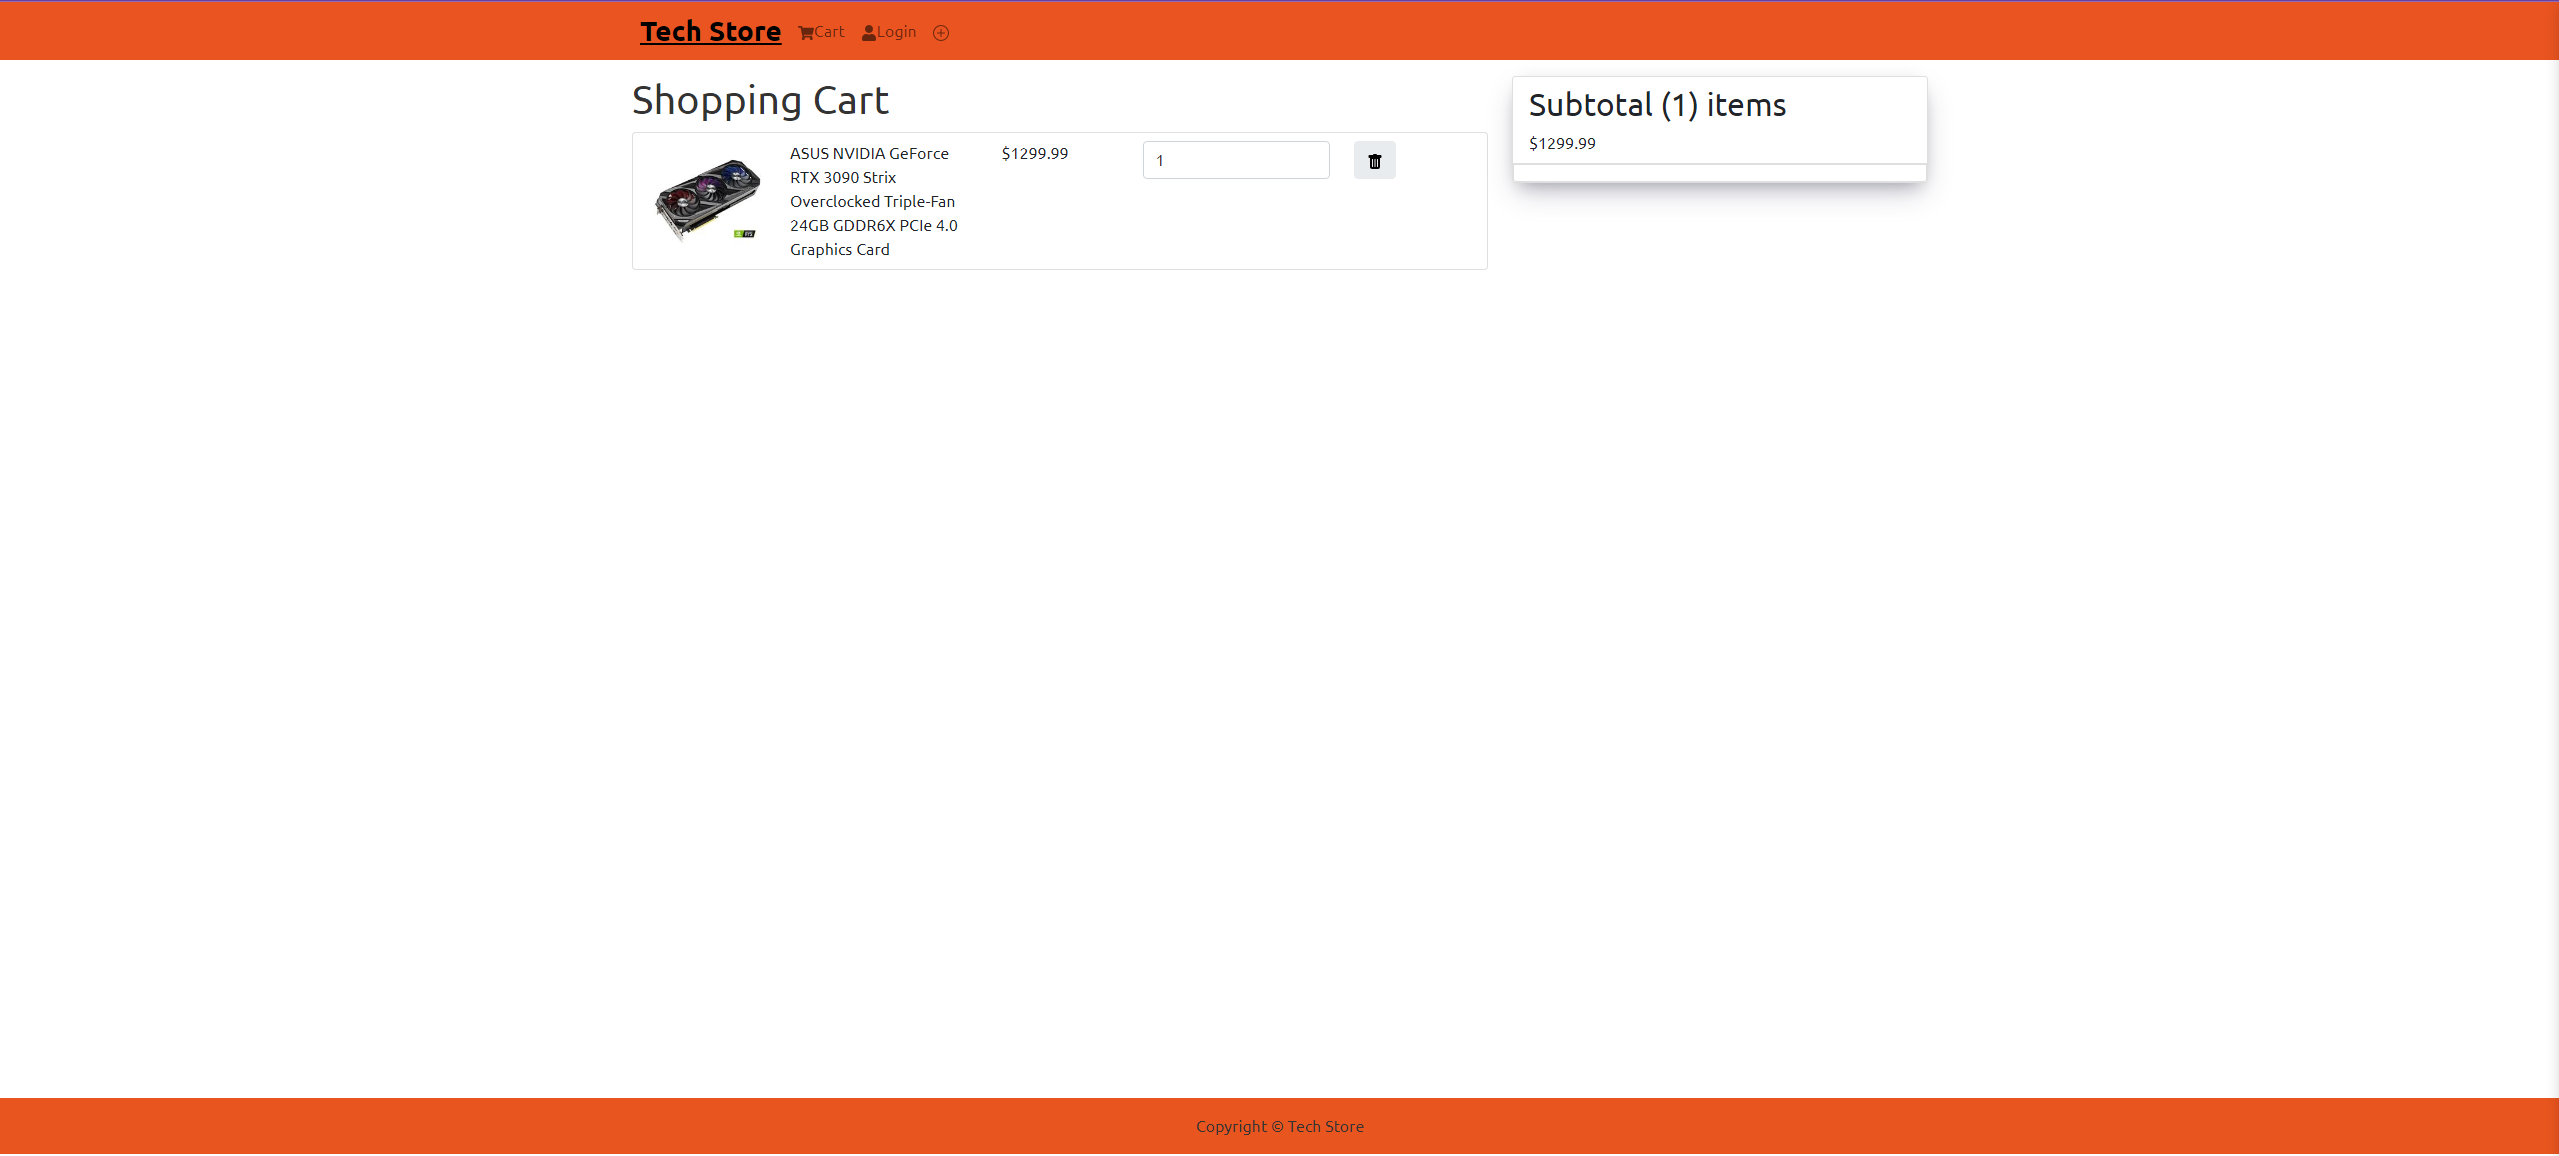 Tech Store Cart Login
Shopping Cart
ASUS NVIDIA GeForce
RTX 3090 Strix
Overclocked Triple-Fan
24GB GDDR6X PCIe 4.0
Graphics Card
$1299.99
1
Subtotal (1) items
$1299.99
Copyright © Tech Store